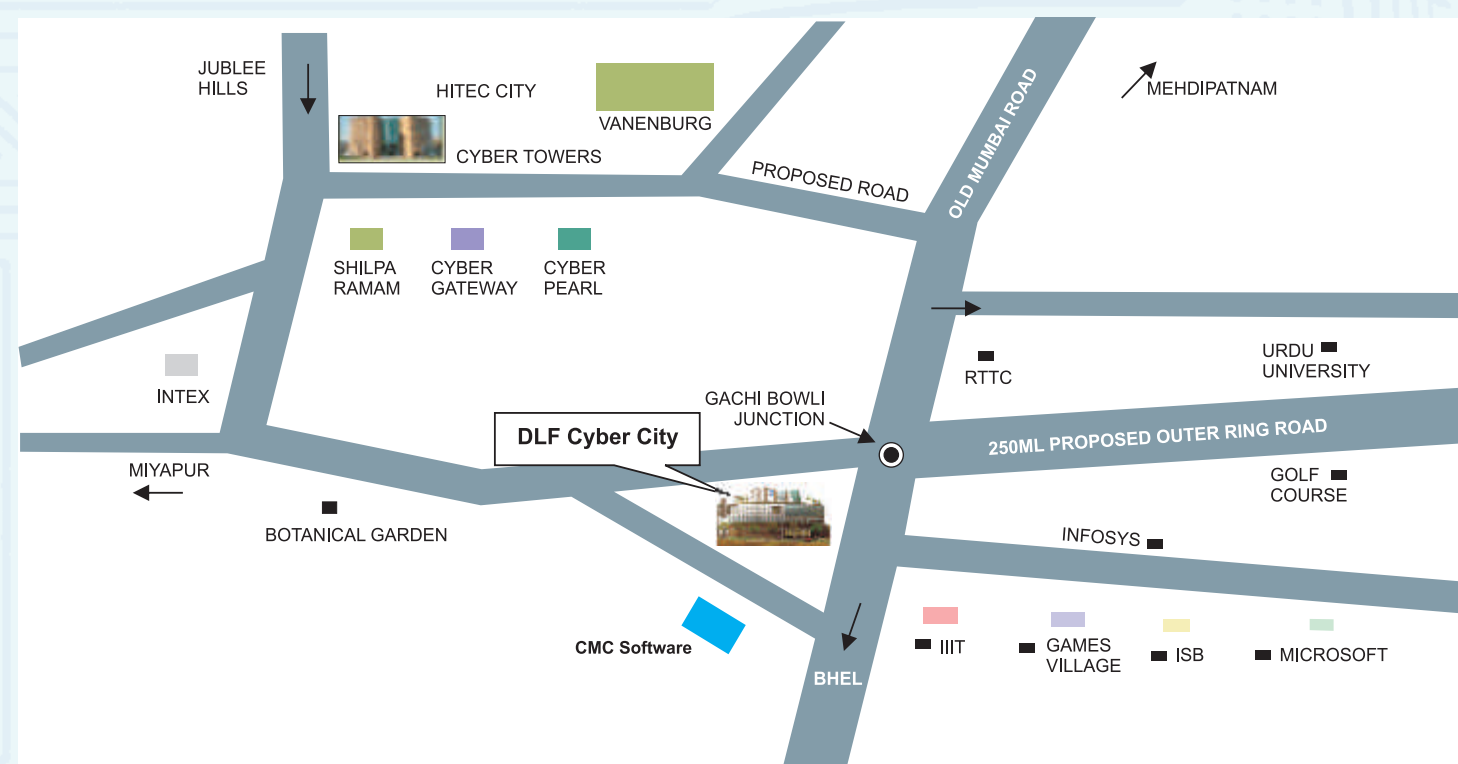 JUBLEE
HILLS
HITEC CITY
VANENBURG
CYBER TOWERS
MEHDIPATNAM
OLD MUMBAI ROAD
PROPOSED ROAD
SHILPA
RAMAM
CYBER
GATEWAY
CYBER
PEARL
INTEX
RTTC
URDU
UNIVERSITY
GACHI BOWLI
JUNCTION
DLF Cyber City
250ML PROPOSED OUTER RING ROAD
MIYAPUR
GOLF
COURSE
BOTANICAL GARDEN
INFOSYS
CMC Software
IIIT
GAMES
VILLAGE
ISB
MICROSOFT
BHEL